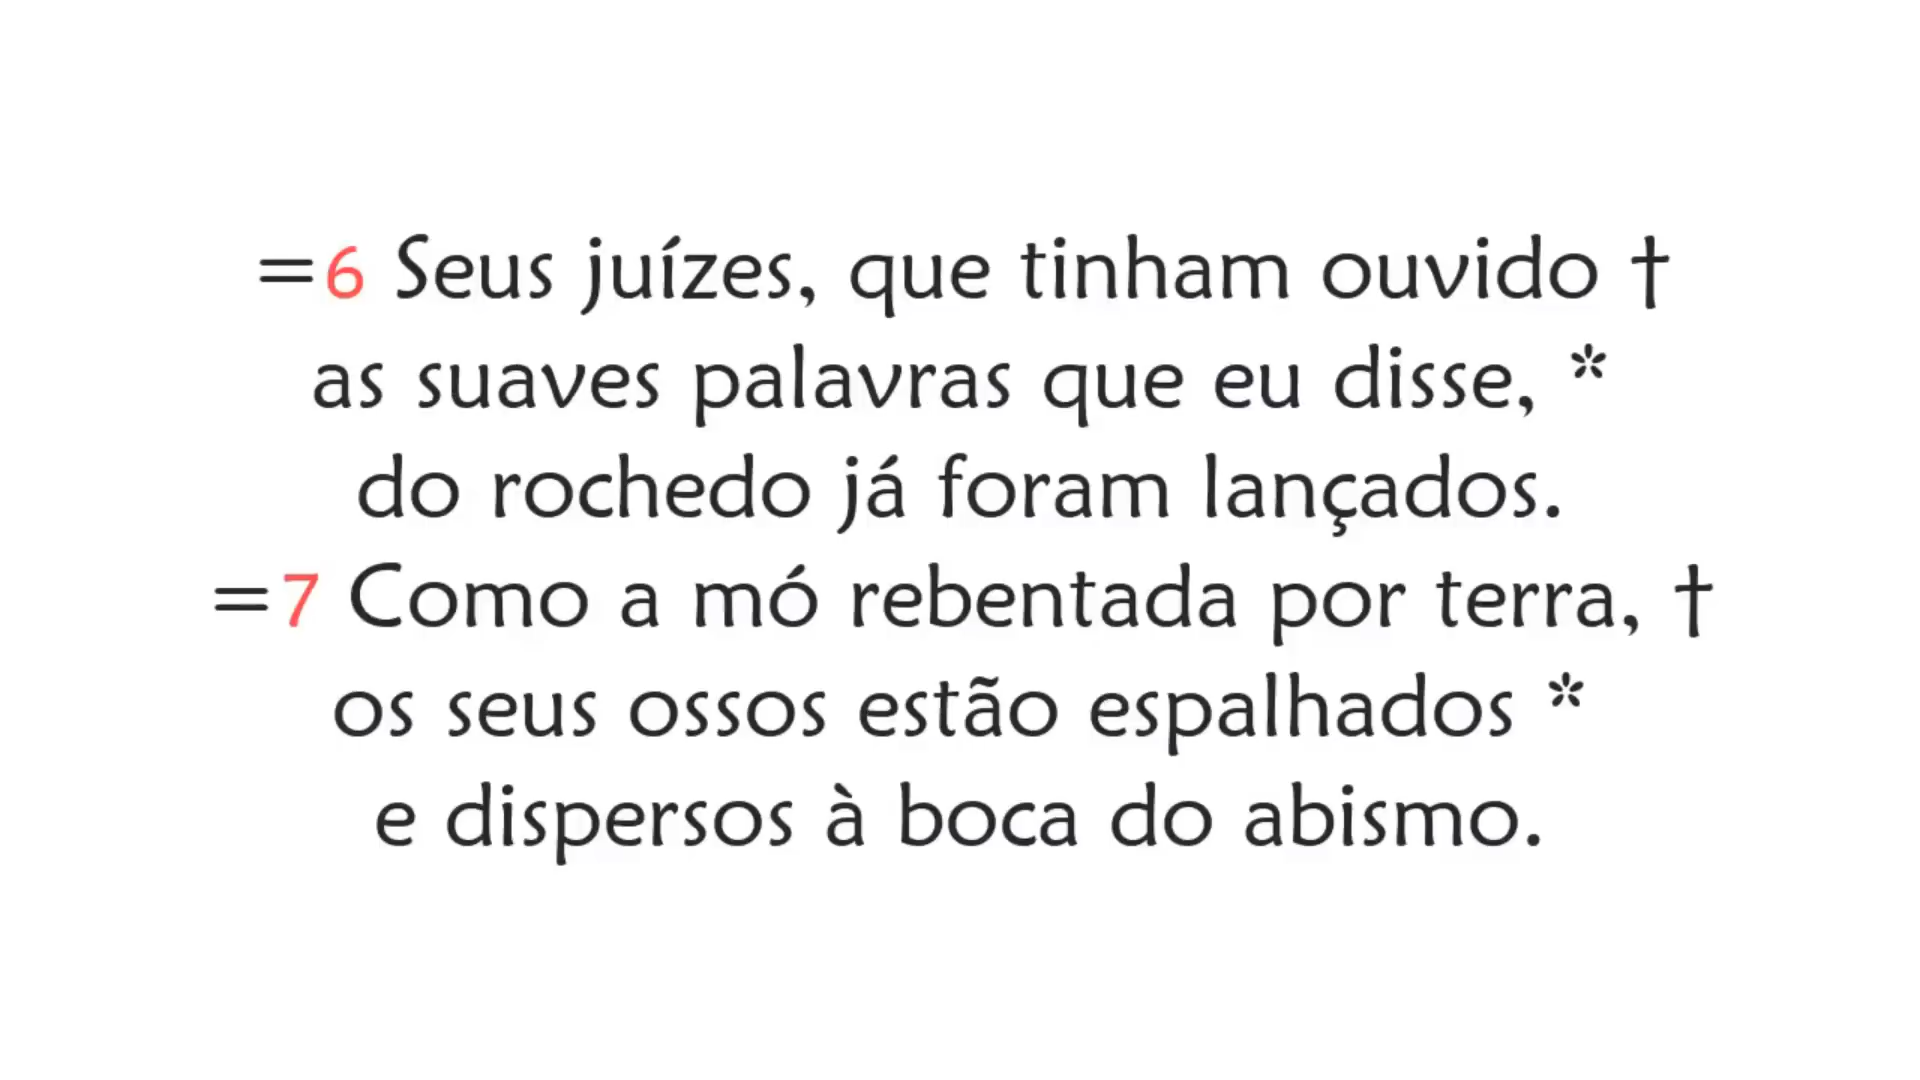 =6 Seus juízes, que tinham ouvido †
as suaves palavras que eu disse, *
do rochedo já foram lançados.
=7 Como a mó rebentada por terra, †
os seus ossos estão espalhados *
e dispersos à boca do abismo.